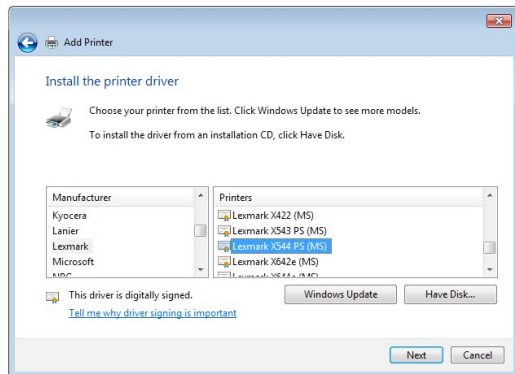 Add Printer
Install the printer driver
Choose your printer from the list. Click Windows Update to see more models.
To install the driver from an installation CD, click Have Disk.
Manufacturer
Kyocera
Lanier
Lexmark
Microsoft
Printers
Lexmark X422 (MS)
Lexmark X543 PS (MS)
Lexmark X544 PS (MS)
Lexmark X642e (MS)
This driver is digitally signed.
Tell me why driver signing is important
Windows Update
Have Disk...
Next
Cancel